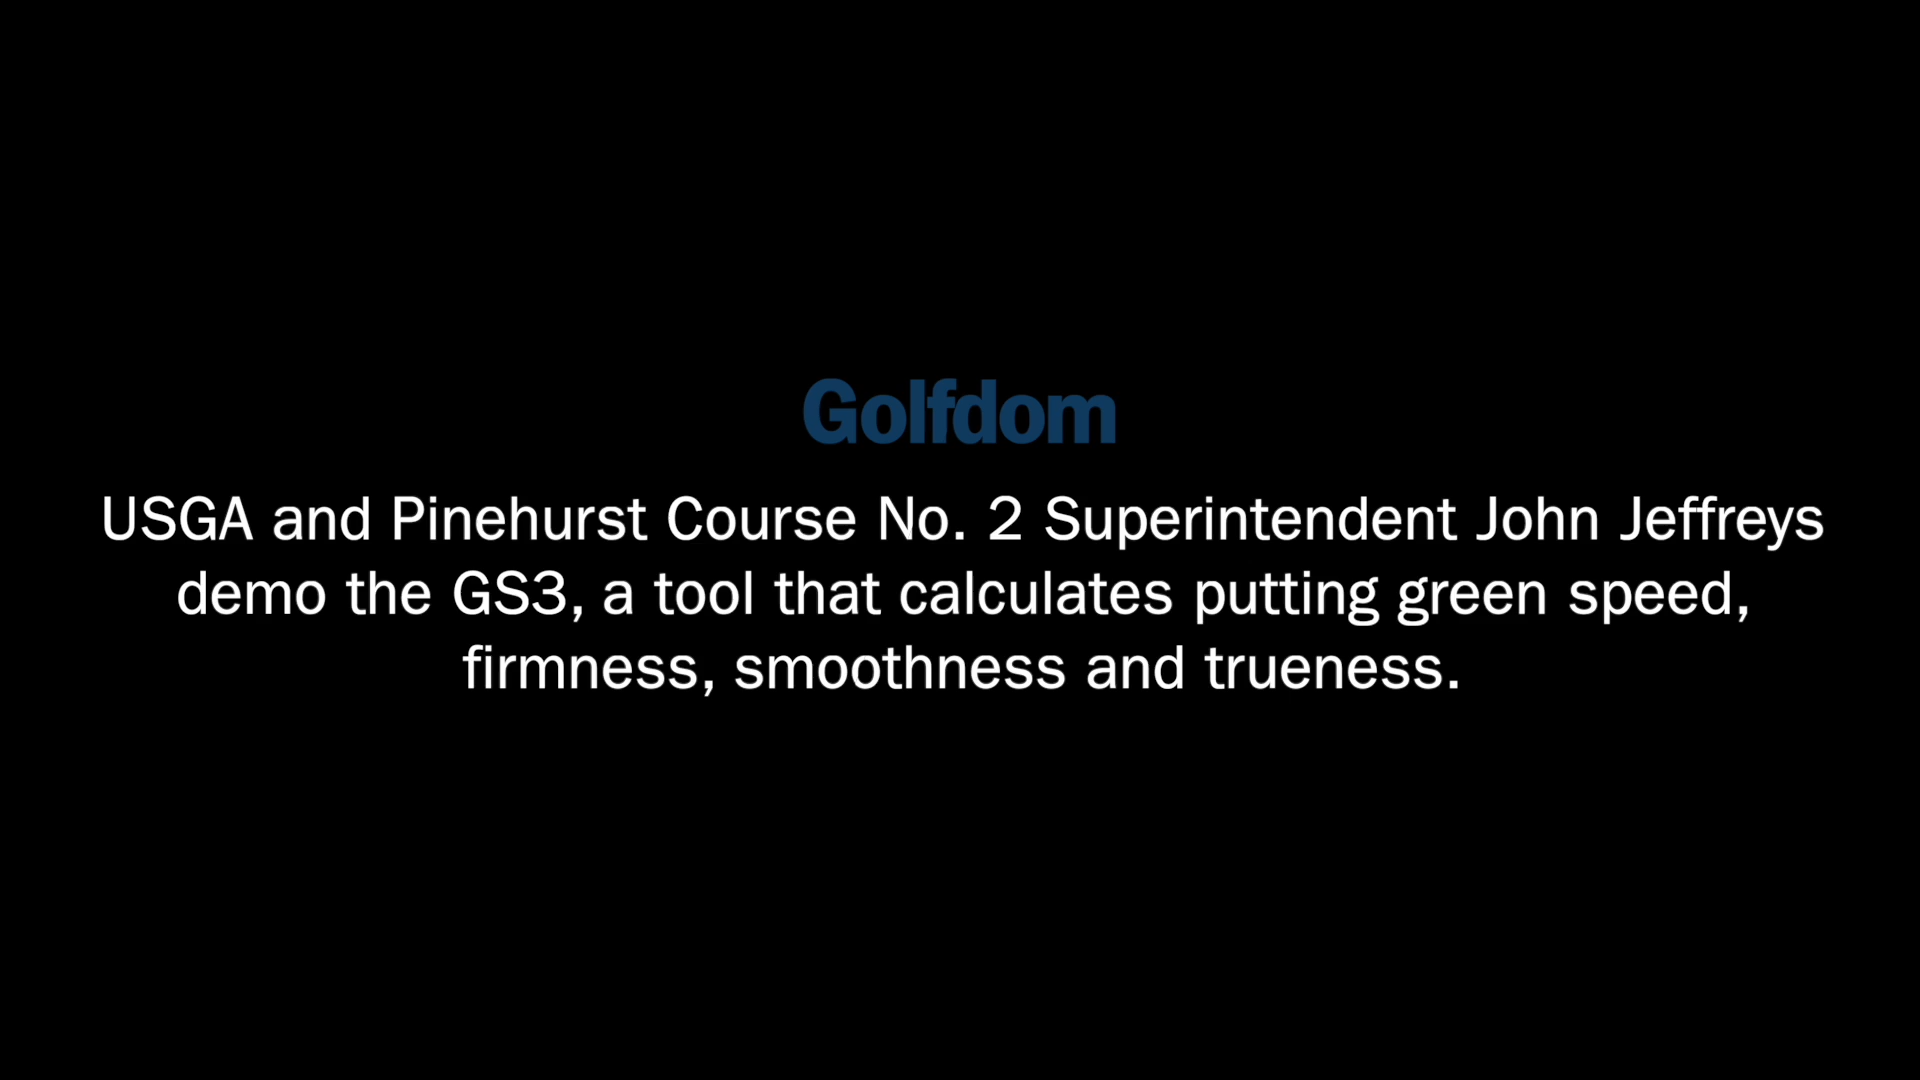 Golfdom
USGA and Pinehurst Course No. 2 Superintendent John Jeffreys
demo the GS3, a tool that calculates putting green speed,
firmness, smoothness and trueness.